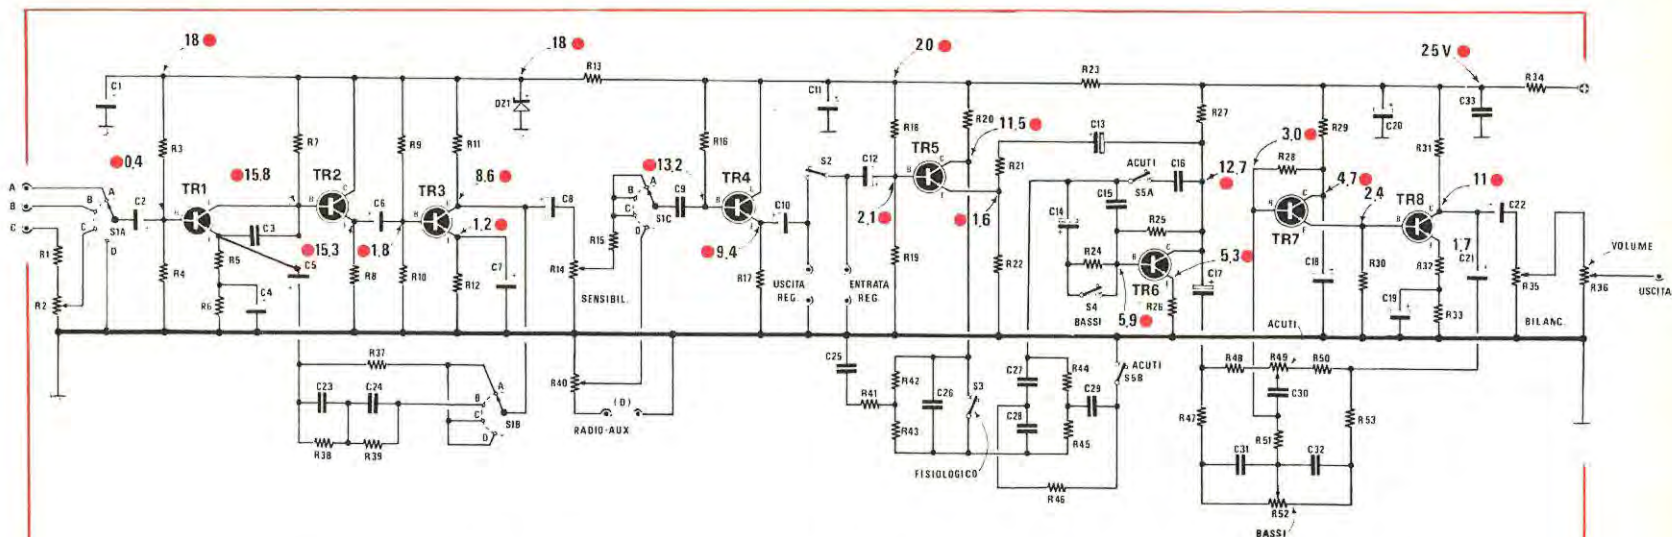 18
18
20
25 V
R13
R23
R34
C1
DZ1
C11
C20
C33
R3
R7
R9
R11
R16
R18
R20
11,5
C13
R27
3,0
R29
R31
0,4
15,8
TR2
8.6
13,2
S2
C12
TR5
R21
ACUTI
C16
12,7
R28
4,7
2,4
11
A
B
C
S1A
A
B
C
D
C2
TR1
C3
C6
TR3
C8
S1C
A
B
C
D
C9
TR4
C10
C15
S5A
TR7
TR8
C22
R1
R2
R4
R5
R6
C4
15,3
C5
R8
1,8
R10
1,2
R12
C7
R15
R14
SENSIBIL.
9,4
R17
USCITA REG.
ENTRATA REG.
2,1
R19
1,6
R22
C14
R24
R25
S4
BASSI
TR6
5,9
5,3
R26
C17
C18
R30
C19
R32
R33
1,7
C21
R35
BILANC.
VOLUME
R36
USCITA
R37
C23
C24
R38
R39
A
B
C
D
S1B
R40
(D)
RADIO-AUX
C25
R41
R42
R43
C26
S3
FISIOLOGICO
C27
C28
R44
R45
C29
S5B
ACUTI
R46
ACUTI
R48
R49
R50
C30
R47
R51
R53
C31
C32
R52
BASSI